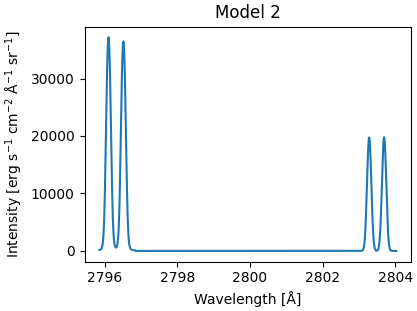 Model 2
Intensity [erg s⁻¹ cm⁻² Å⁻¹ sr⁻¹]
30000
20000
10000
0
2796 2798 2800 2802 2804
Wavelength [Å]